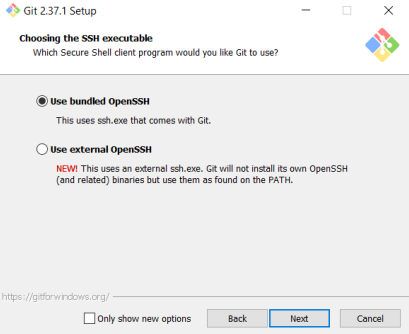 Git 2.37.1 Setup
Choosing the SSH executable
Which Secure Shell client program would you like Git to use?
Use bundled OpenSSH
This uses ssh.exe that comes with Git.
Use external OpenSSH
NEW! This uses an external ssh.exe. Git will not install its own OpenSSH
(and related) binaries but use them as found on the PATH.
https://gitforwindows.org/
Only show new options
Back
Next
Cancel